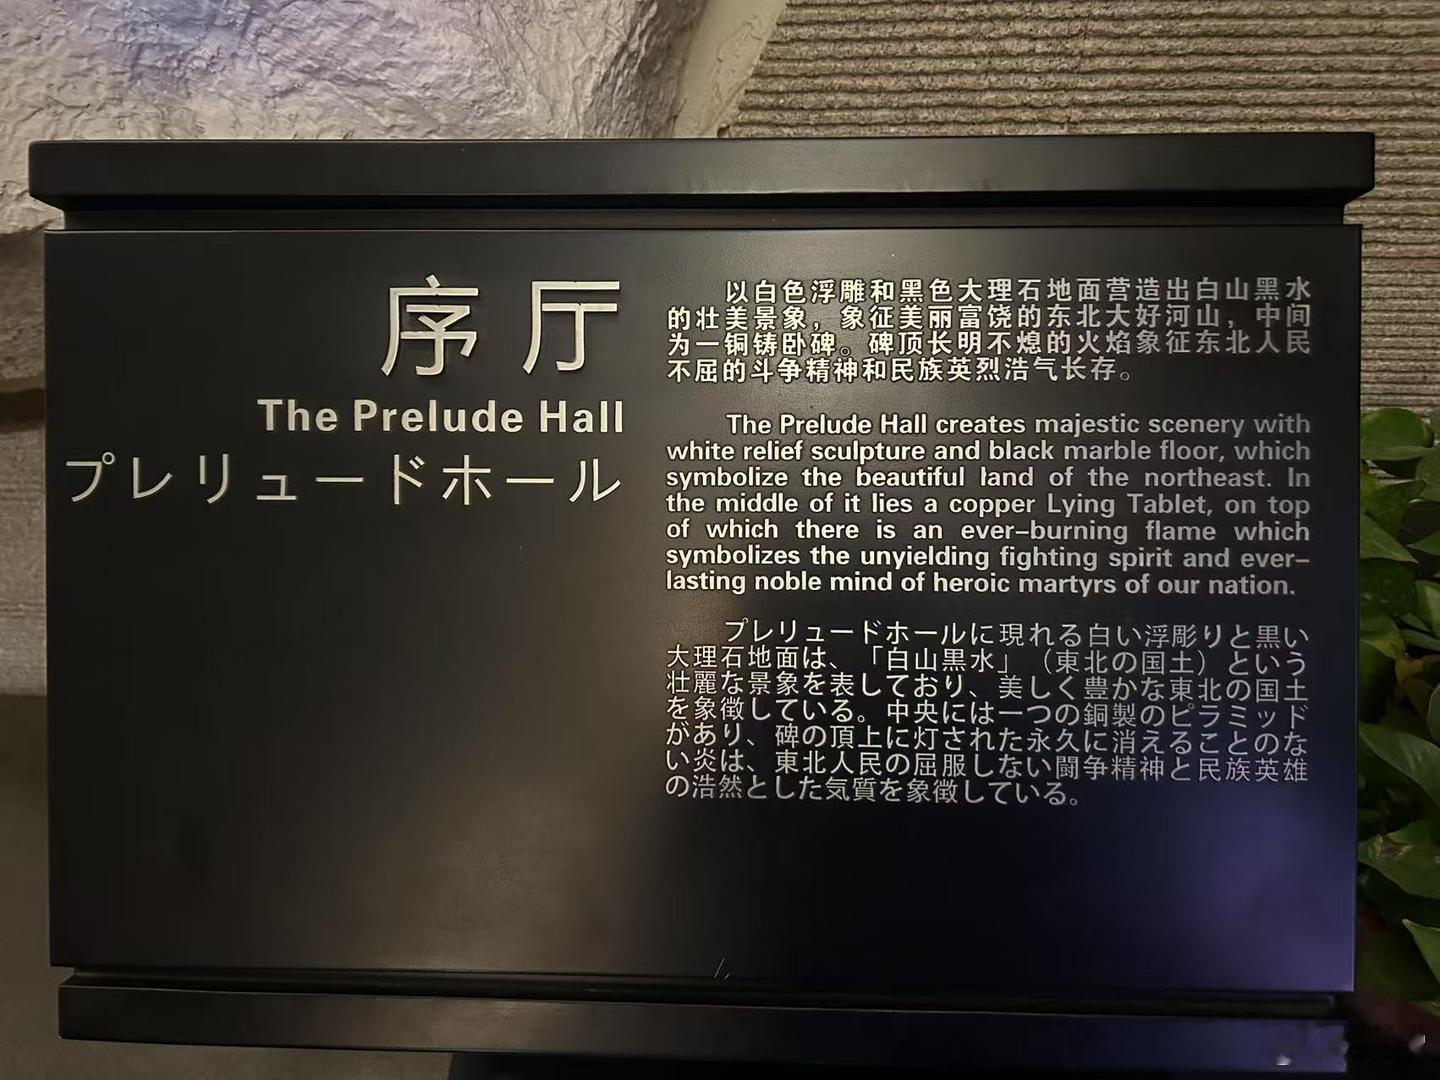 序厅
The Prelude Hall
プレリュードホール
以白色浮雕和黑色大理石地面营造出白山黑水
的壮美景象，象征美丽富饶的东北大好河山，中间
为一铜铸卧碑。碑顶长明不熄的火焰象征东北人民
不屈的斗争精神和民族英烈浩气长存。
The Prelude Hall creates majestic scenery with
white relief sculpture and black marble floor, which
symbolize the beautiful land of the northeast. In
the middle of it lies a copper Lying Tablet, on top
of which there is an ever-burning flame which
symbolizes the unyielding fighting spirit and ever-
lasting noble mind of heroic martyrs of our nation.
プレリュードホールに現れる白い浮彫りと黒い
大理石地面は、「白山黒水」（東北の国土）という
壮麗な景象を表しており、美しく豊かな東北の国土
を象徴している。中央には一つの銅製のピラミッド
があり、碑の頂上に灯された永久に消えることのな
い炎は、東北人民の屈服しない闘争精神と民族英雄
の浩然とした気質を象徴している。